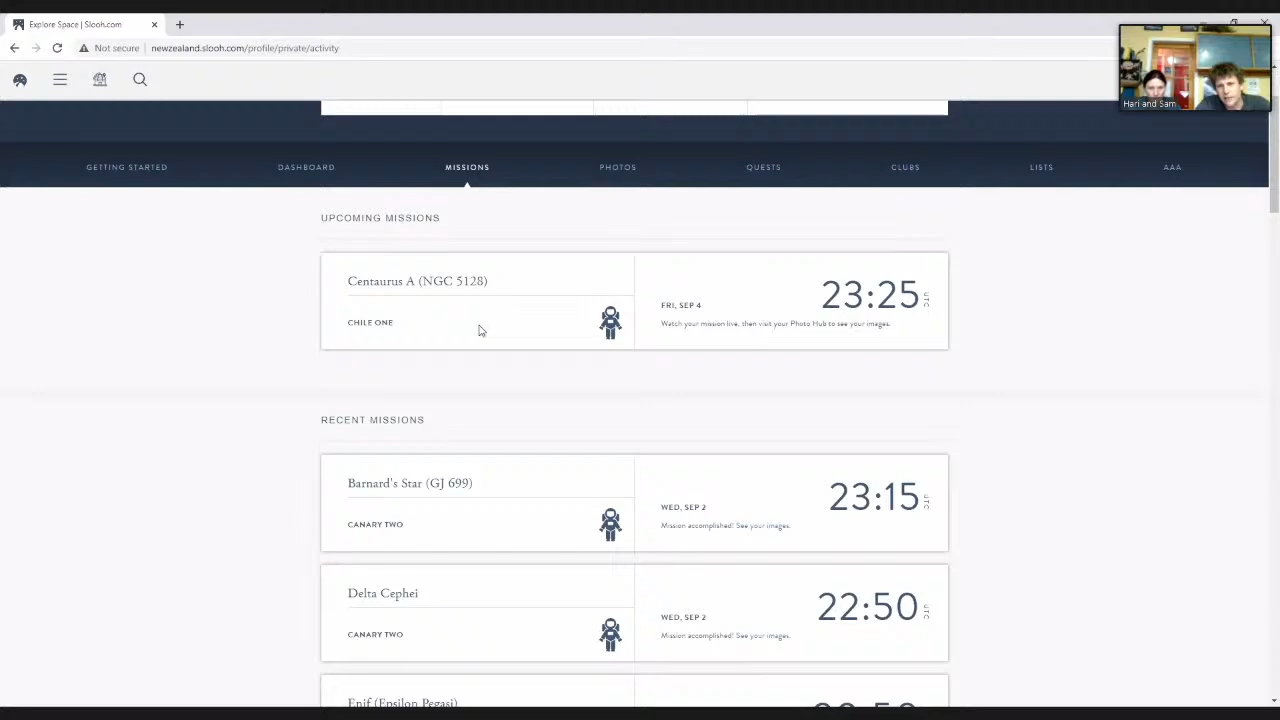 Explore Space | Slooh.com
Not secure
newzealand.slooh.com/profile/private/activity
Hari and Sam
GETTING STARTED
DASHBOARD
MISSIONS
PHOTOS
QUESTS
CLUBS
LISTS
AAA
UPCOMING MISSIONS
Centaurus A (NGC 5128)
CHILE ONE
FRI, SEP 4
23:25 UTC
Watch your mission live, then visit your Photo Hub to see your images.
RECENT MISSIONS
Barnard's Star (GJ 699)
CANARY TWO
WED, SEP 2
23:15 UTC
Mission accomplished! See your images.
Delta Cephei
CANARY TWO
WED, SEP 2
22:50 UTC
Mission accomplished! See your images.
Enif (Epsilon Pegasi)